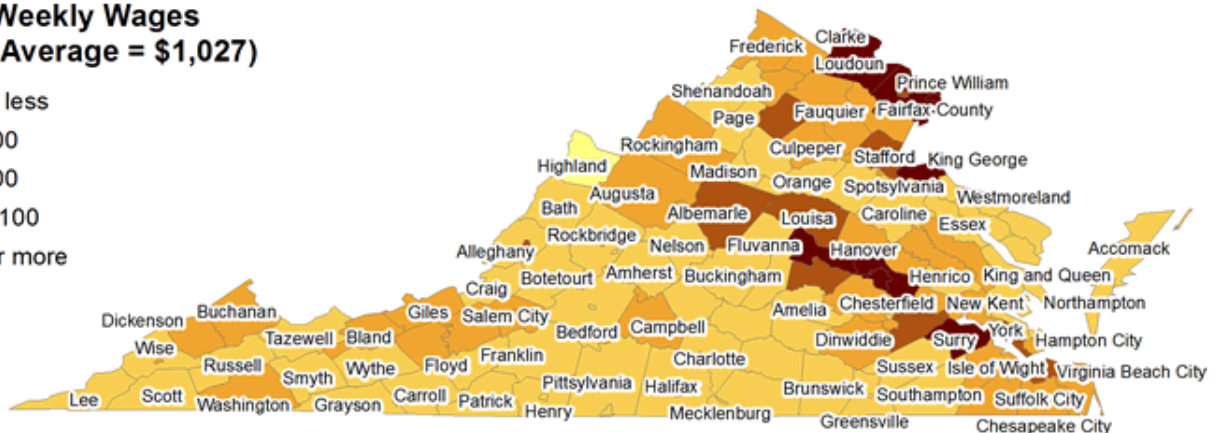 Weekly Wages
Average = $1,027)
less
00
00
100
r more
Clarke
Frederick
Loudoun
Prince William
Shenandoah
Fauquier
Fairfax County
Page
Rockingham
Culpeper
Stafford
King George
Highland
Madison
Orange
Spotsylvania
Augusta
Westmoreland
Bath
Albemarle
Louisa
Caroline
Essex
Rockbridge
Nelson
Fluvanna
Hanover
Accomack
Alleghany
Botetourt
Amherst
Buckingham
Henrico
King and Queen
Craig
Amelia
Chesterfield
New Kent
Northampton
Buchanan
Giles
Salem City
Dickenson
Bedford
Campbell
Dinwiddie
Surry
York
Hampton City
Wise
Tazewell
Bland
Russell
Wythe
Floyd
Franklin
Charlotte
Sussex
Isle of Wight
Virginia Beach City
Smyth
Pittsylvania
Halifax
Brunswick
Southampton
Suffolk City
Lee
Scott
Washington
Grayson
Carroll
Patrick
Henry
Mecklenburg
Greensville
Chesapeake City